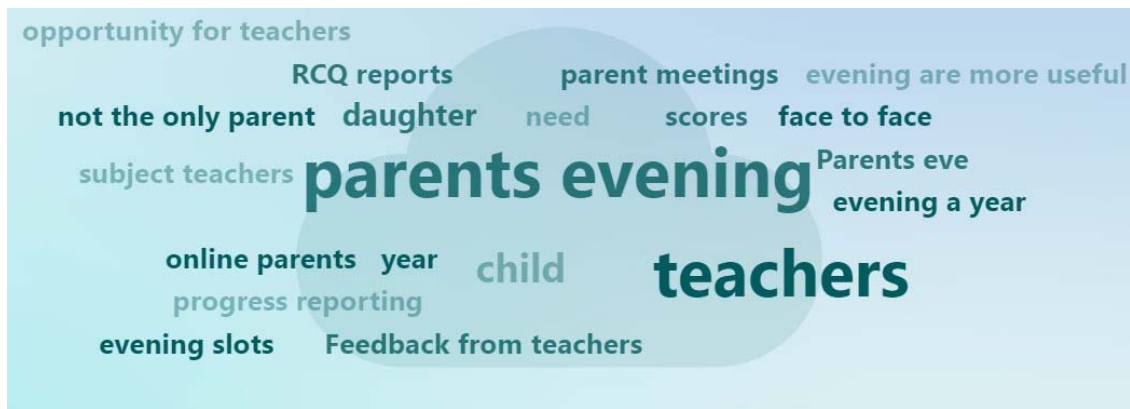 opportunity for teachers
RCQ reports parent meetings evening are more useful
not the only parent daughter need scores face to face
subject teachers parents evening Parents eve
evening a year
online parents year child teachers
progress reporting
evening slots Feedback from teachers